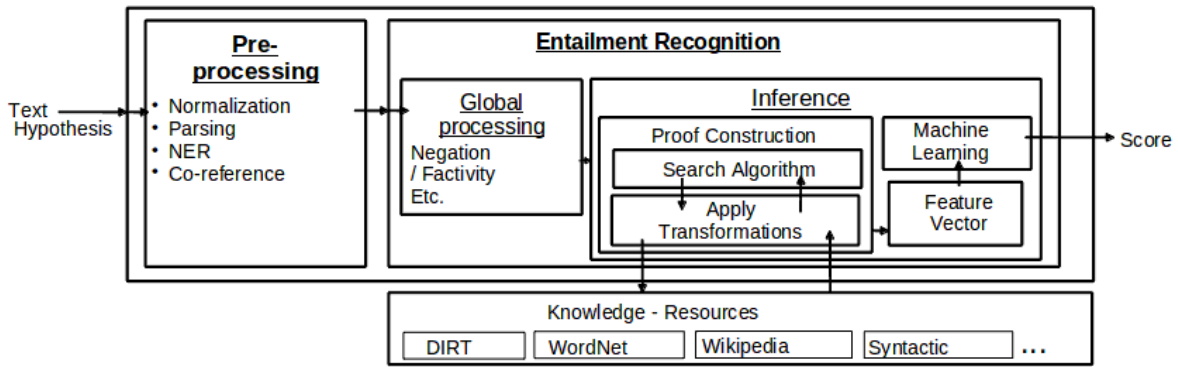 Text
Hypothesis
Pre-
processing
• Normalization
• Parsing
• NER
• Co-reference
Entailment Recognition
Global
processing
Negation
/ Factivity
Etc.
Inference
Proof Construction
Search Algorithm
Apply
Transformations
Machine
Learning
Feature
Vector
Score
Knowledge - Resources
DIRT
WordNet
Wikipedia
Syntactic
...